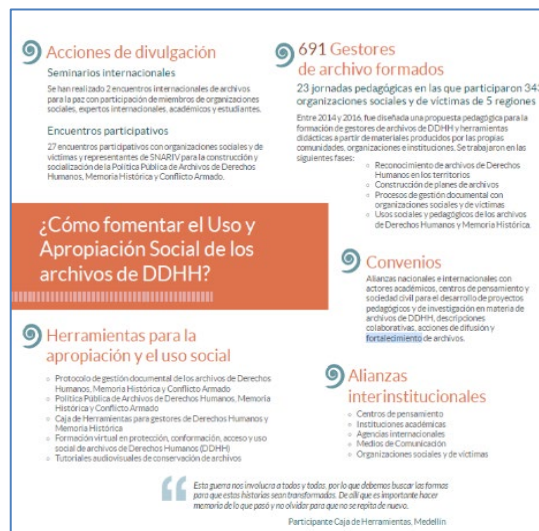 Acciones de divulgación
Seminarios internacionales
Se han realizado 2 encuentros internacionales de archivos
para la paz con participación de miembros de organizaciones
sociales, expertos internacionales, académicos y estudiantes.
Encuentros participativos
27 encuentros participativos con organizaciones sociales y de
víctimas y representantes de SNARIV para la construcción y
socialización de la Política Pública de Archivos de Derechos
Humanos, Memoria Histórica y Conflicto Armado.
691 Gestores
de archivo formados
23 jornadas pedagógicas en las que participaron 343
organizaciones sociales y de víctimas de 5 regiones
Entre 2014 y 2016, fue diseñada una propuesta pedagógica para la
formación de gestores de archivos de DDHH y herramientas
didácticas a partir de materiales producidos por las propias
comunidades, organizaciones e instituciones. Se trabajaron en las
siguientes fases:
Reconocimiento de archivos de Derechos
Humanos en los territorios
Construcción de planes de archivos
Procesos de gestión documental con
organizaciones sociales y de víctimas
Usos sociales y pedagógicos de los archivos
de Derechos Humanos y Memoria Histórica.
¿Cómo fomentar el Uso y
Apropiación Social de los
archivos de DDHH?
Convenios
Alianzas nacionales e internacionales con
actores académicos, centros de pensamiento y
sociedad civil para el desarrollo de proyectos
pedagógicos y de investigación en materia de
archivos de DDHH, descripciones
colaborativas, acciones de difusión y
fortalecimiento de archivos.
Herramientas para la
apropiación y el uso social
Protocolo de gestión documental de los archivos de Derechos
Humanos, Memoria Histórica y Conflicto Armado
Política Pública de Archivos de Derechos Humanos, Memoria
Histórica y Conflicto Armado
Caja de Herramientas para gestores de Derechos Humanos y
Memoria Histórica
Formación virtual en protección, conformación, acceso y uso
social de archivos de Derechos Humanos (DDHH)
Tutoriales audiovisuales de conservación de archivos
Alianzas
interinstitucionales
Centros de pensamiento
Instituciones académicas
Agencias internacionales
Medios de Comunicación
Organizaciones sociales y de víctimas
Esta guerra nos involucra a todas y todos, por lo que debemos buscar las formas
para que estas historias sean transformadas. De allí que es importante hacer
memoria de lo que pasó y no olvidar para que no se repita de nuevo.
Participante Caja de Herramientas, Medellín